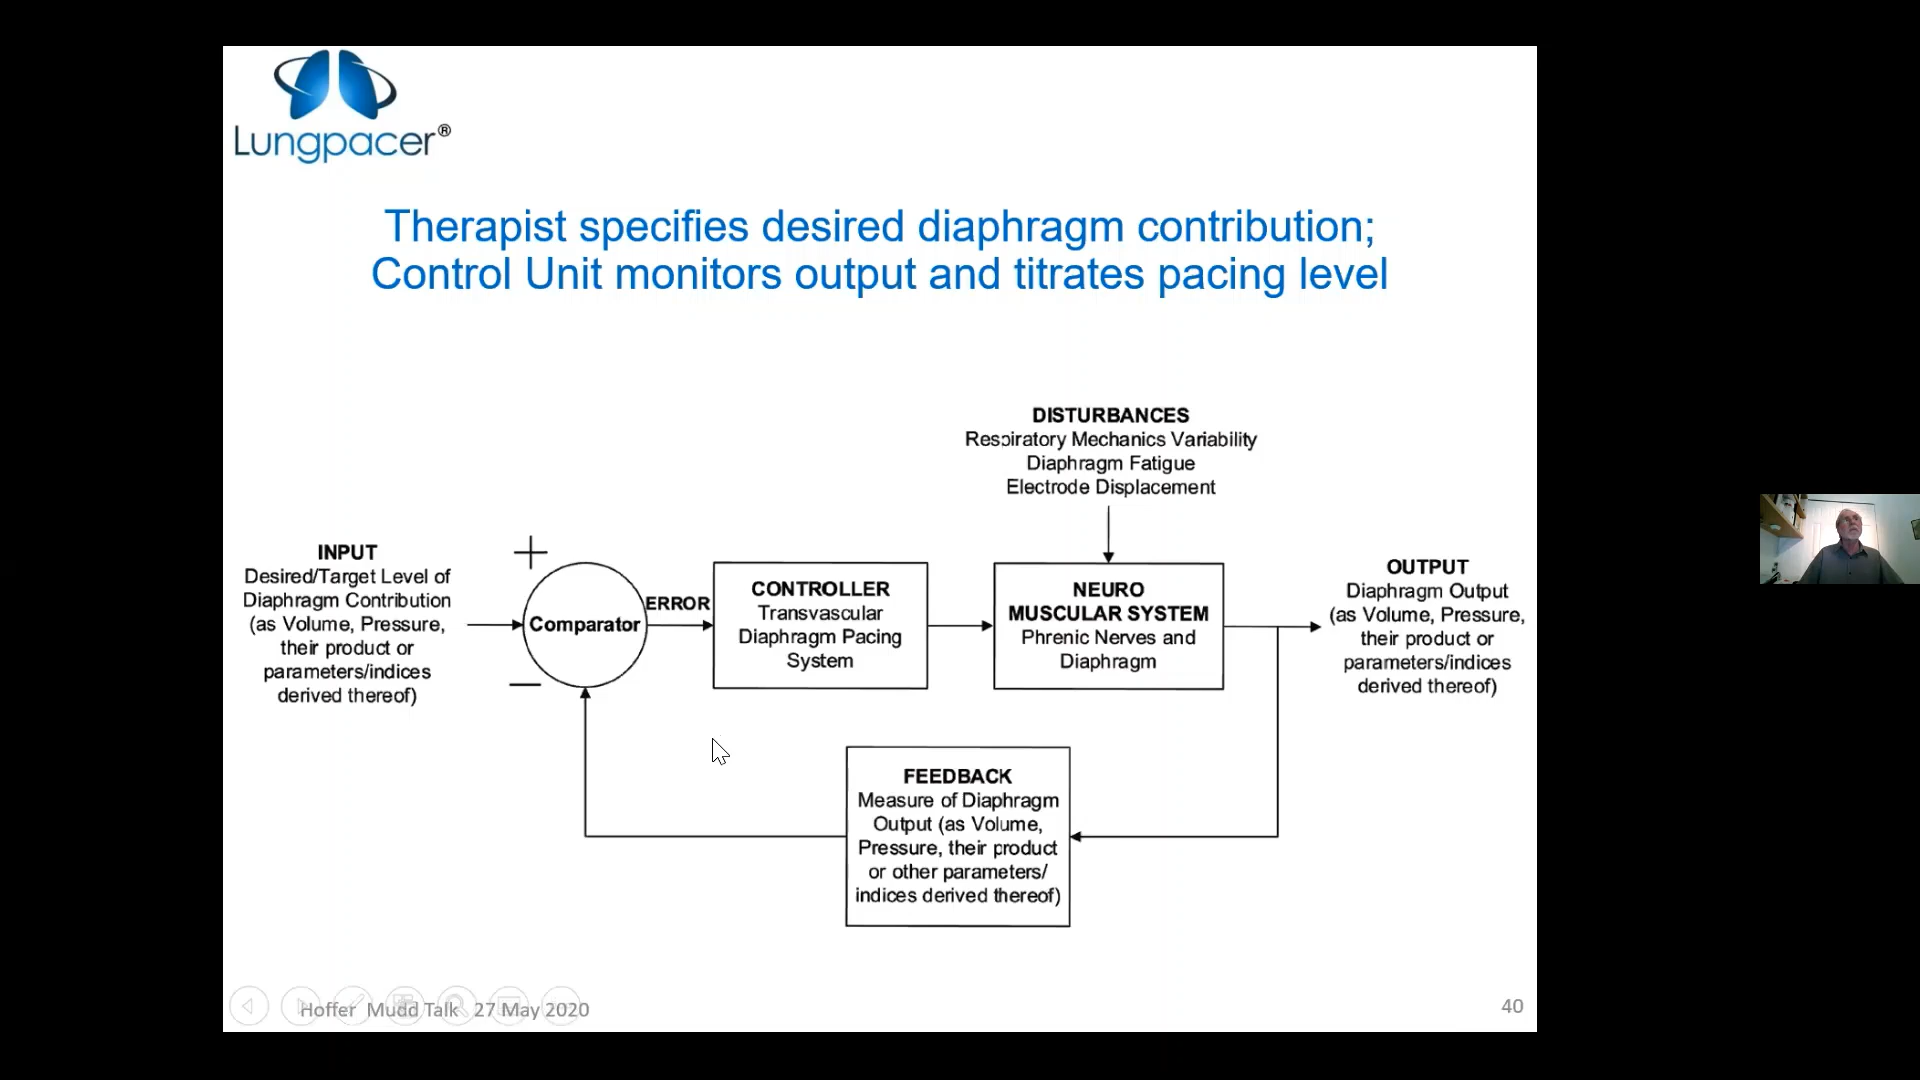 Lungpacer®
Therapist specifies desired diaphragm contribution;
Control Unit monitors output and titrates pacing level
DISTURBANCES
Respiratory Mechanics Variability
Diaphragm Fatigue
Electrode Displacement
INPUT
Desired/Target Level of
Diaphragm Contribution
(as Volume, Pressure,
their product or
parameters/indices
derived thereof)
+
−
Comparator
ERROR
CONTROLLER
Transvascular
Diaphragm Pacing
System
NEURO
MUSCULAR SYSTEM
Phrenic Nerves and
Diaphragm
OUTPUT
Diaphragm Output
(as Volume, Pressure,
their product or
parameters/indices
derived thereof)
FEEDBACK
Measure of Diaphragm
Output (as Volume,
Pressure, their product
or other parameters/
indices derived thereof)
Hoffer Mudd Talk 27 May 2020
40